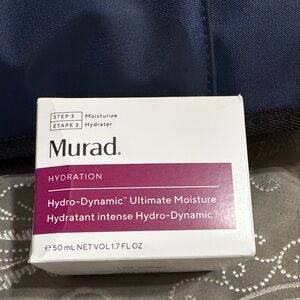 STEP 3 Moisturize
ÉTAPE 3 Hydrater
Murad.
HYDRATION
Hydro-Dynamic™ Ultimate Moisture
Hydratant intense Hydro-Dynamic™
℮ 50 mL NET VOL 1.7 FL OZ